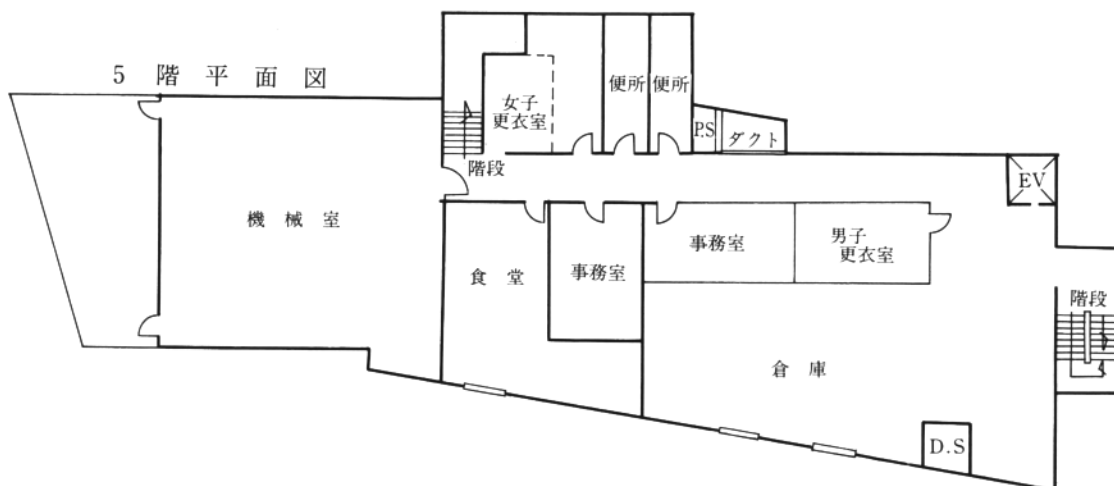 5階平面図
便所
便所
女子
更衣室
P.S
ダクト
階段
EV
機械室
事務室
男子
更衣室
食堂
事務室
階段
倉庫
D.S